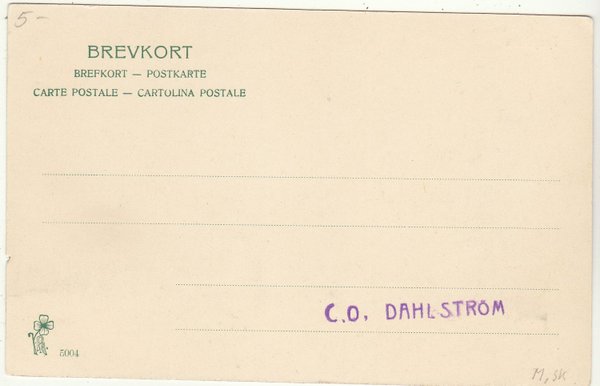 5-
BREVKORT
BREFKORT — POSTKARTE
CARTE POSTALE — CARTOLINA POSTALE
C.O. DAHLSTRÖM
5004
M, sk